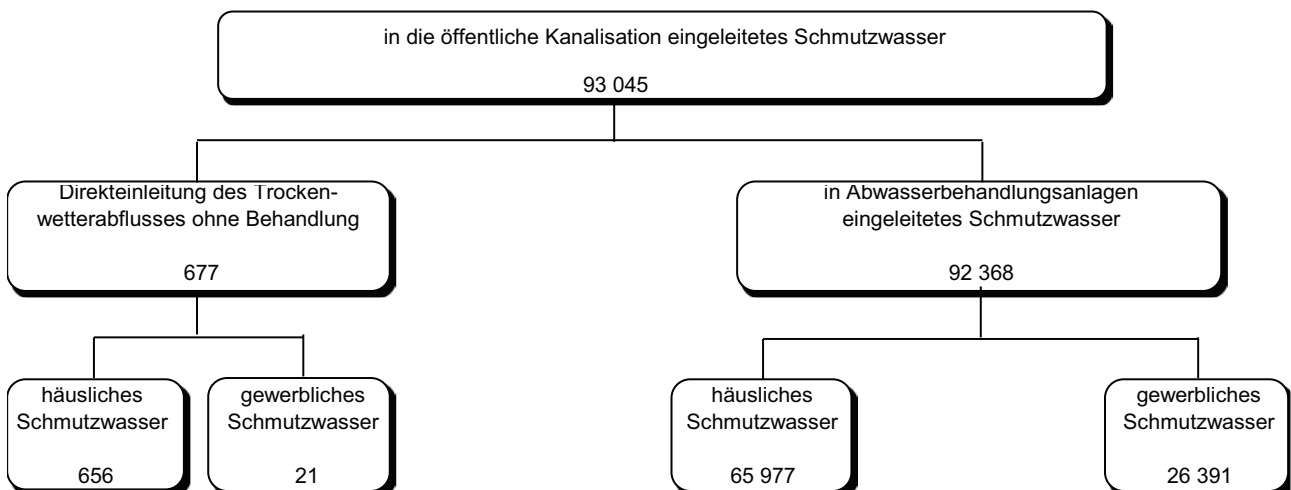 in die öffentliche Kanalisation eingeleitetes Schmutzwasser
93 045
Direkteinleitung des Trocken-
wetterabflusses ohne Behandlung
677
in Abwasserbehandlungsanlagen
eingeleitetes Schmutzwasser
92 368
häusliches
Schmutzwasser
656
gewerbliches
Schmutzwasser
21
häusliches
Schmutzwasser
65 977
gewerbliches
Schmutzwasser
26 391